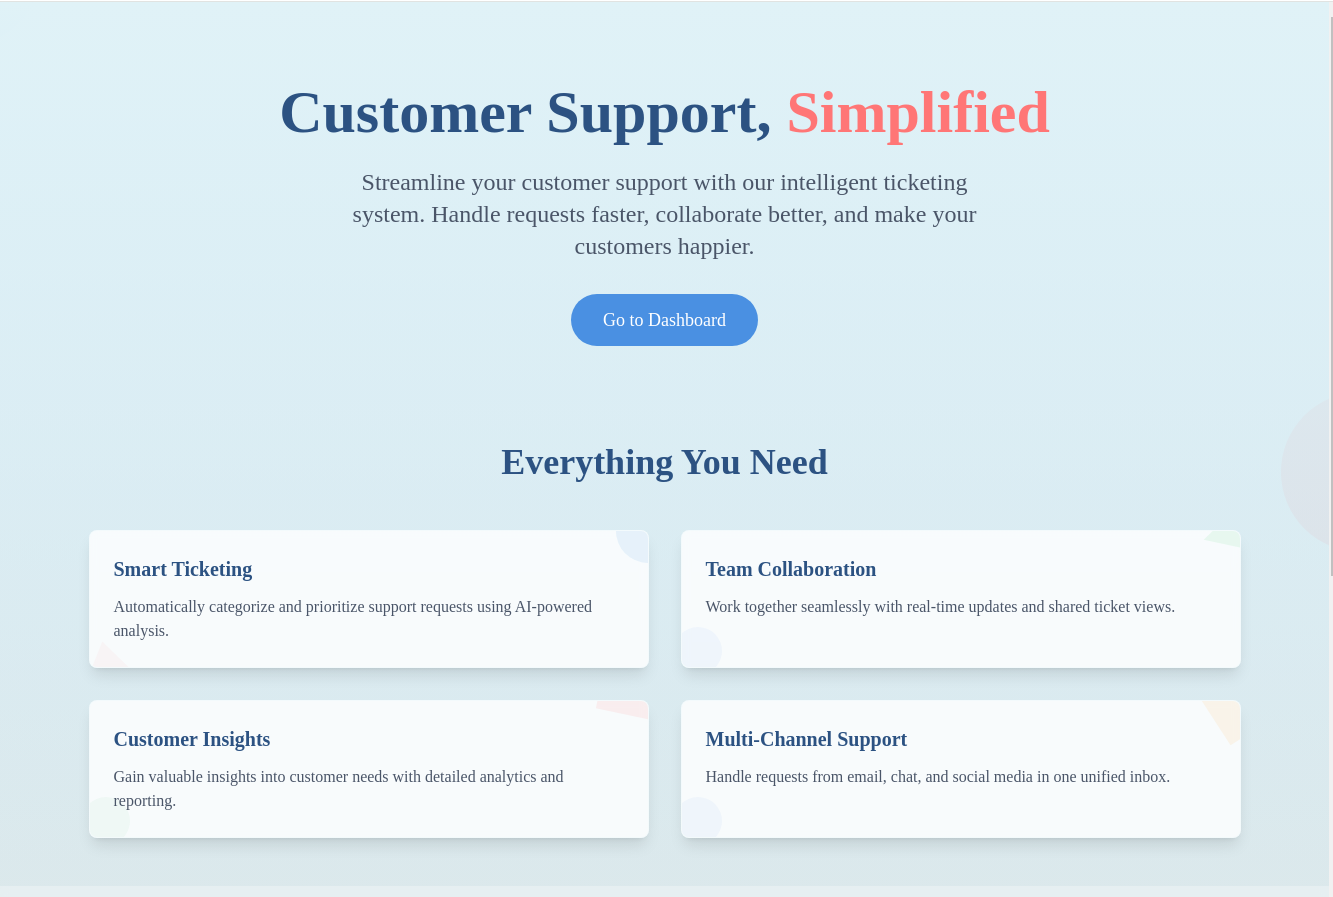 Customer Support, Simplified
Streamline your customer support with our intelligent ticketing
system. Handle requests faster, collaborate better, and make your
customers happier.
Go to Dashboard
Everything You Need
Smart Ticketing
Automatically categorize and prioritize support requests using AI-powered
analysis.
Team Collaboration
Work together seamlessly with real-time updates and shared ticket views.
Customer Insights
Gain valuable insights into customer needs with detailed analytics and
reporting.
Multi-Channel Support
Handle requests from email, chat, and social media in one unified inbox.